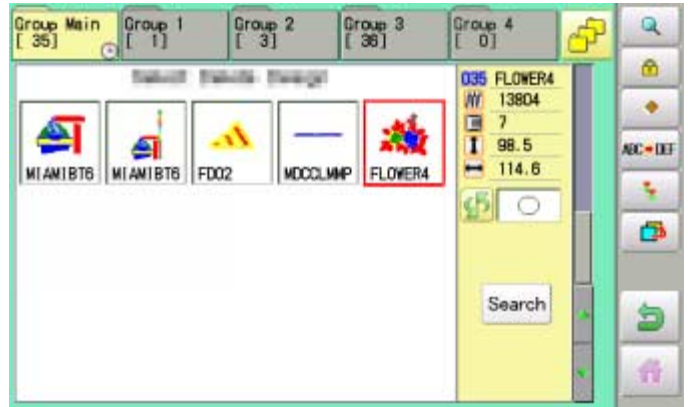 Group Main
[ 35]
Group 1
[ 1]
Group 2
[ 3]
Group 3
[ 36]
Group 4
[ 0]
035 FLOWER4
13804
7
98.5
114.6
MIAMIBT6
MIAMIBT6
FD02
MDCCLMMP
FLOWER4
Search
ABC DEF